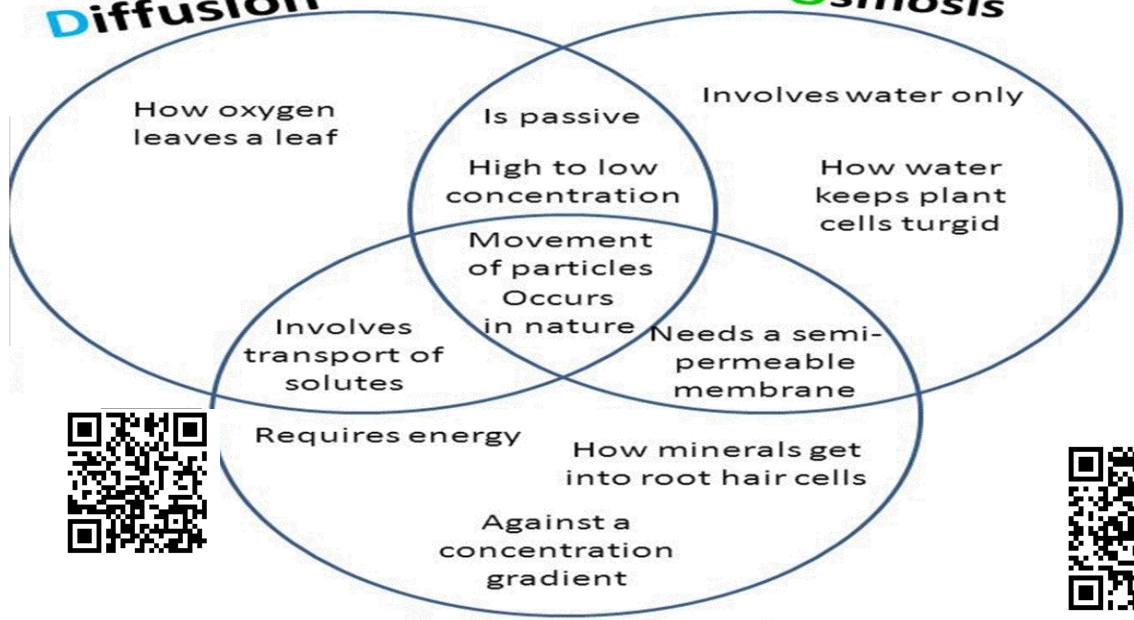 Diffusion
Osmosis
How oxygen
leaves a leaf
Is passive
High to low
concentration
Involves water only
How water
keeps plant
cells turgid
Movement
of particles
Occurs
in nature
Involves
transport of
solutes
Needs a semi-
permeable
membrane
Requires energy
How minerals get
into root hair cells
Against a
concentration
gradient